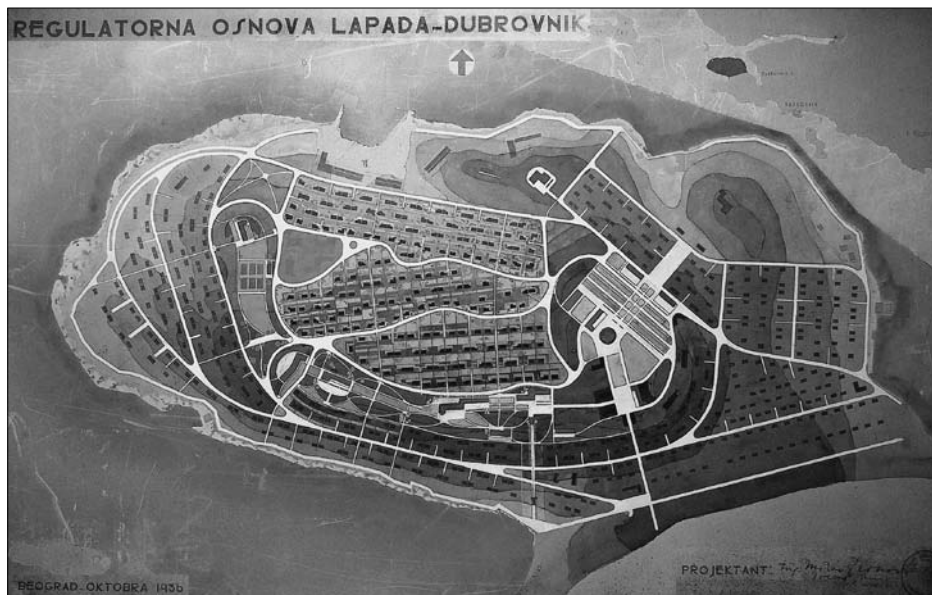 REGULATORNA OSNOVA LAPADA-DUBROVNIK
BEOGRAD. OKTOBRA 1936
PROJEKTANT: